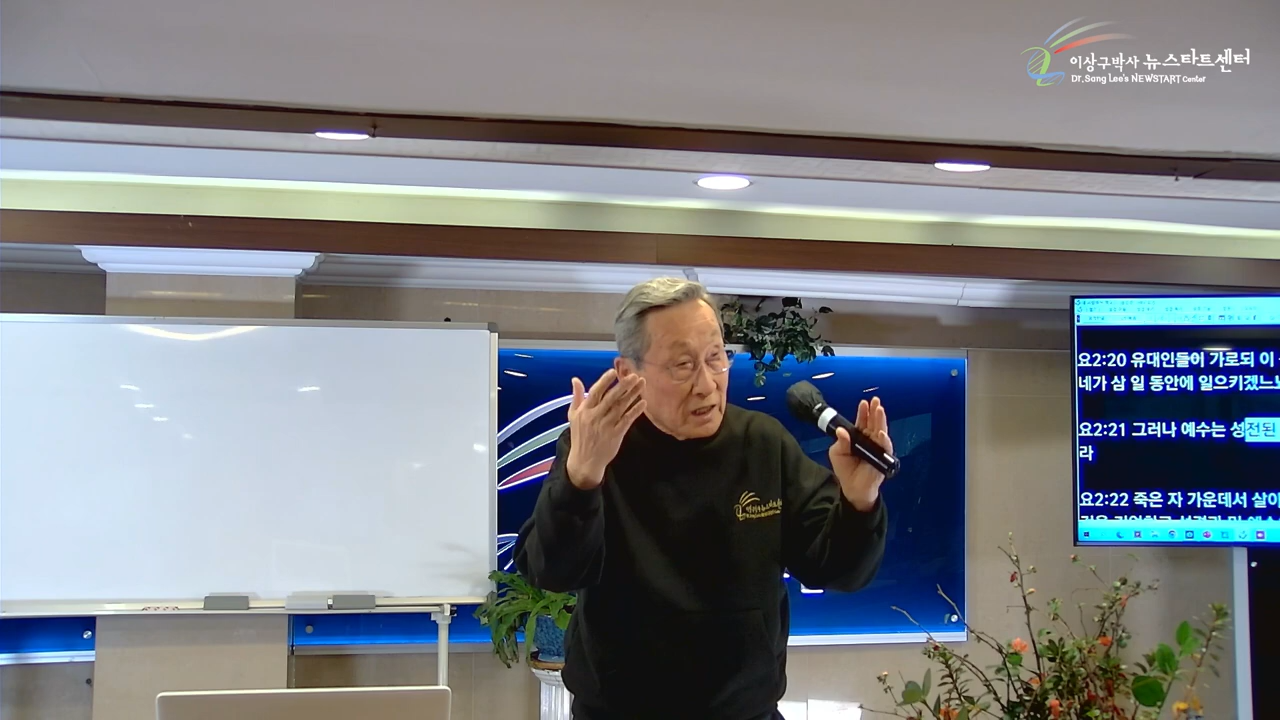 이상구박사 뉴스타트센터
Dr. Sang Lee's NEWSTART Center
요2:20 유대인들이 가로되 이
네가 삼 일 동안에 일으키겠느
요2:21 그러나 예수는 성전된
라
요2:22 죽은 자 가운데서 살아